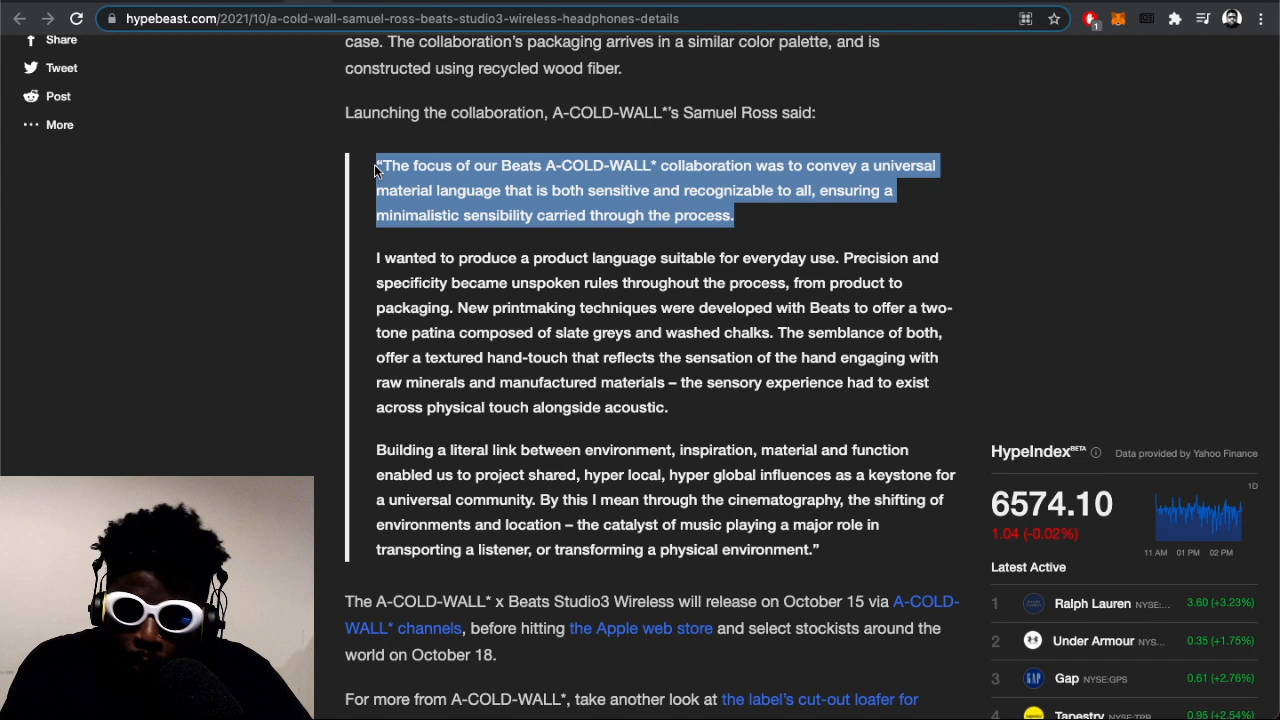 hypebeast.com/2021/10/a-cold-wall-samuel-ross-beats-studio3-wireless-headphones-details
1
Share
Tweet
Post
More
case. The collaboration's packaging arrives in a similar color palette, and is
constructed using recycled wood fiber.
Launching the collaboration, A-COLD-WALL*'s Samuel Ross said:
“The focus of our Beats A-COLD-WALL* collaboration was to convey a universal
material language that is both sensitive and recognizable to all, ensuring a
minimalistic sensibility carried through the process.
I wanted to produce a product language suitable for everyday use. Precision and
specificity became unspoken rules throughout the process, from product to
packaging. New printmaking techniques were developed with Beats to offer a two-
tone patina composed of slate greys and washed chalks. The semblance of both,
offer a textured hand-touch that reflects the sensation of the hand engaging with
raw minerals and manufactured materials – the sensory experience had to exist
across physical touch alongside acoustic.
Building a literal link between environment, inspiration, material and function
enabled us to project shared, hyper local, hyper global influences as a keystone for
a universal community. By this I mean through the cinematography, the shifting of
environments and location – the catalyst of music playing a major role in
transporting a listener, or transforming a physical environment.”
The A-COLD-WALL* x Beats Studio3 Wireless will release on October 15 via A-COLD-
WALL* channels, before hitting the Apple web store and select stockists around the
world on October 18.
For more from A-COLD-WALL*, take another look at the label's cut-out loafer for
HypeIndex BETA
Data provided by Yahoo Finance
1D
6574.10
1.04 (-0.02%)
11 AM 01 PM 02 PM
Latest Active
1 Ralph Lauren NYSE:... 3.60 (+3.23%)
2 Under Armour NYS... 0.35 (+1.75%)
3 GAP Gap NYSE:GPS 0.61 (+2.76%)
4 Tapestry NYSE:TPR 0.95 (+2.54%)